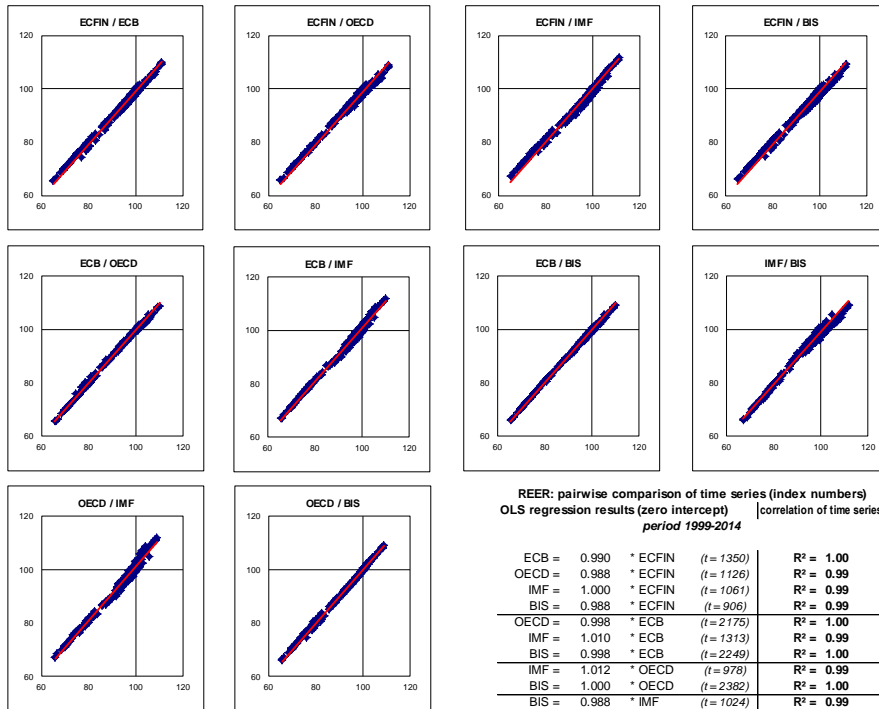 ECFIN / ECB
120
100
80
60
60 80 100 120
ECFIN / OECD
120
100
80
60
60 80 100 120
ECFIN / IMF
120
100
80
60
60 80 100 120
ECFIN / BIS
120
100
80
60
60 80 100 120
ECB / OECD
120
100
80
60
60 80 100 120
ECB / IMF
120
100
80
60
60 80 100 120
ECB / BIS
120
100
80
60
60 80 100 120
IMF / BIS
120
100
80
60
60 80 100 120
OECD / IMF
120
100
80
60
60 80 100 120
OECD / BIS
120
100
80
60
60 80 100 120
REER: pairwise comparison of time series (index numbers)
OLS regression results (zero intercept) correlation of time series
period 1999-2014
ECB = 0.990 * ECFIN (t = 1350) R² = 1.00
OECD = 0.988 * ECFIN (t = 1126) R² = 0.99
IMF = 1.000 * ECFIN (t = 1061) R² = 0.99
BIS = 0.988 * ECFIN (t = 906) R² = 0.99
OECD = 0.998 * ECB (t = 2175) R² = 1.00
IMF = 1.010 * ECB (t = 1313) R² = 0.99
BIS = 0.998 * ECB (t = 2249) R² = 1.00
IMF = 1.012 * OECD (t = 978) R² = 0.99
BIS = 1.000 * OECD (t = 2382) R² = 1.00
BIS = 0.988 * IMF (t = 1024) R² = 0.99